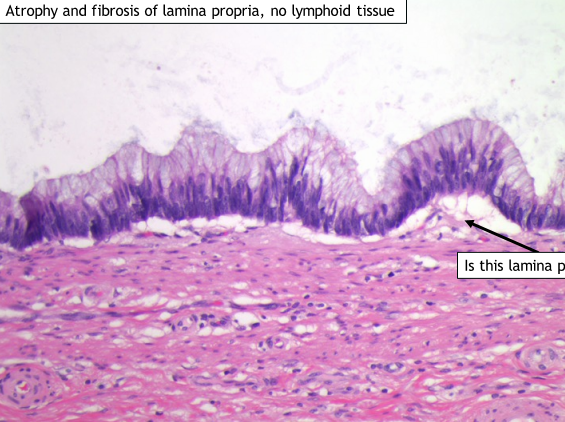 Atrophy and fibrosis of lamina propria, no lymphoid tissue
Is this lamina p